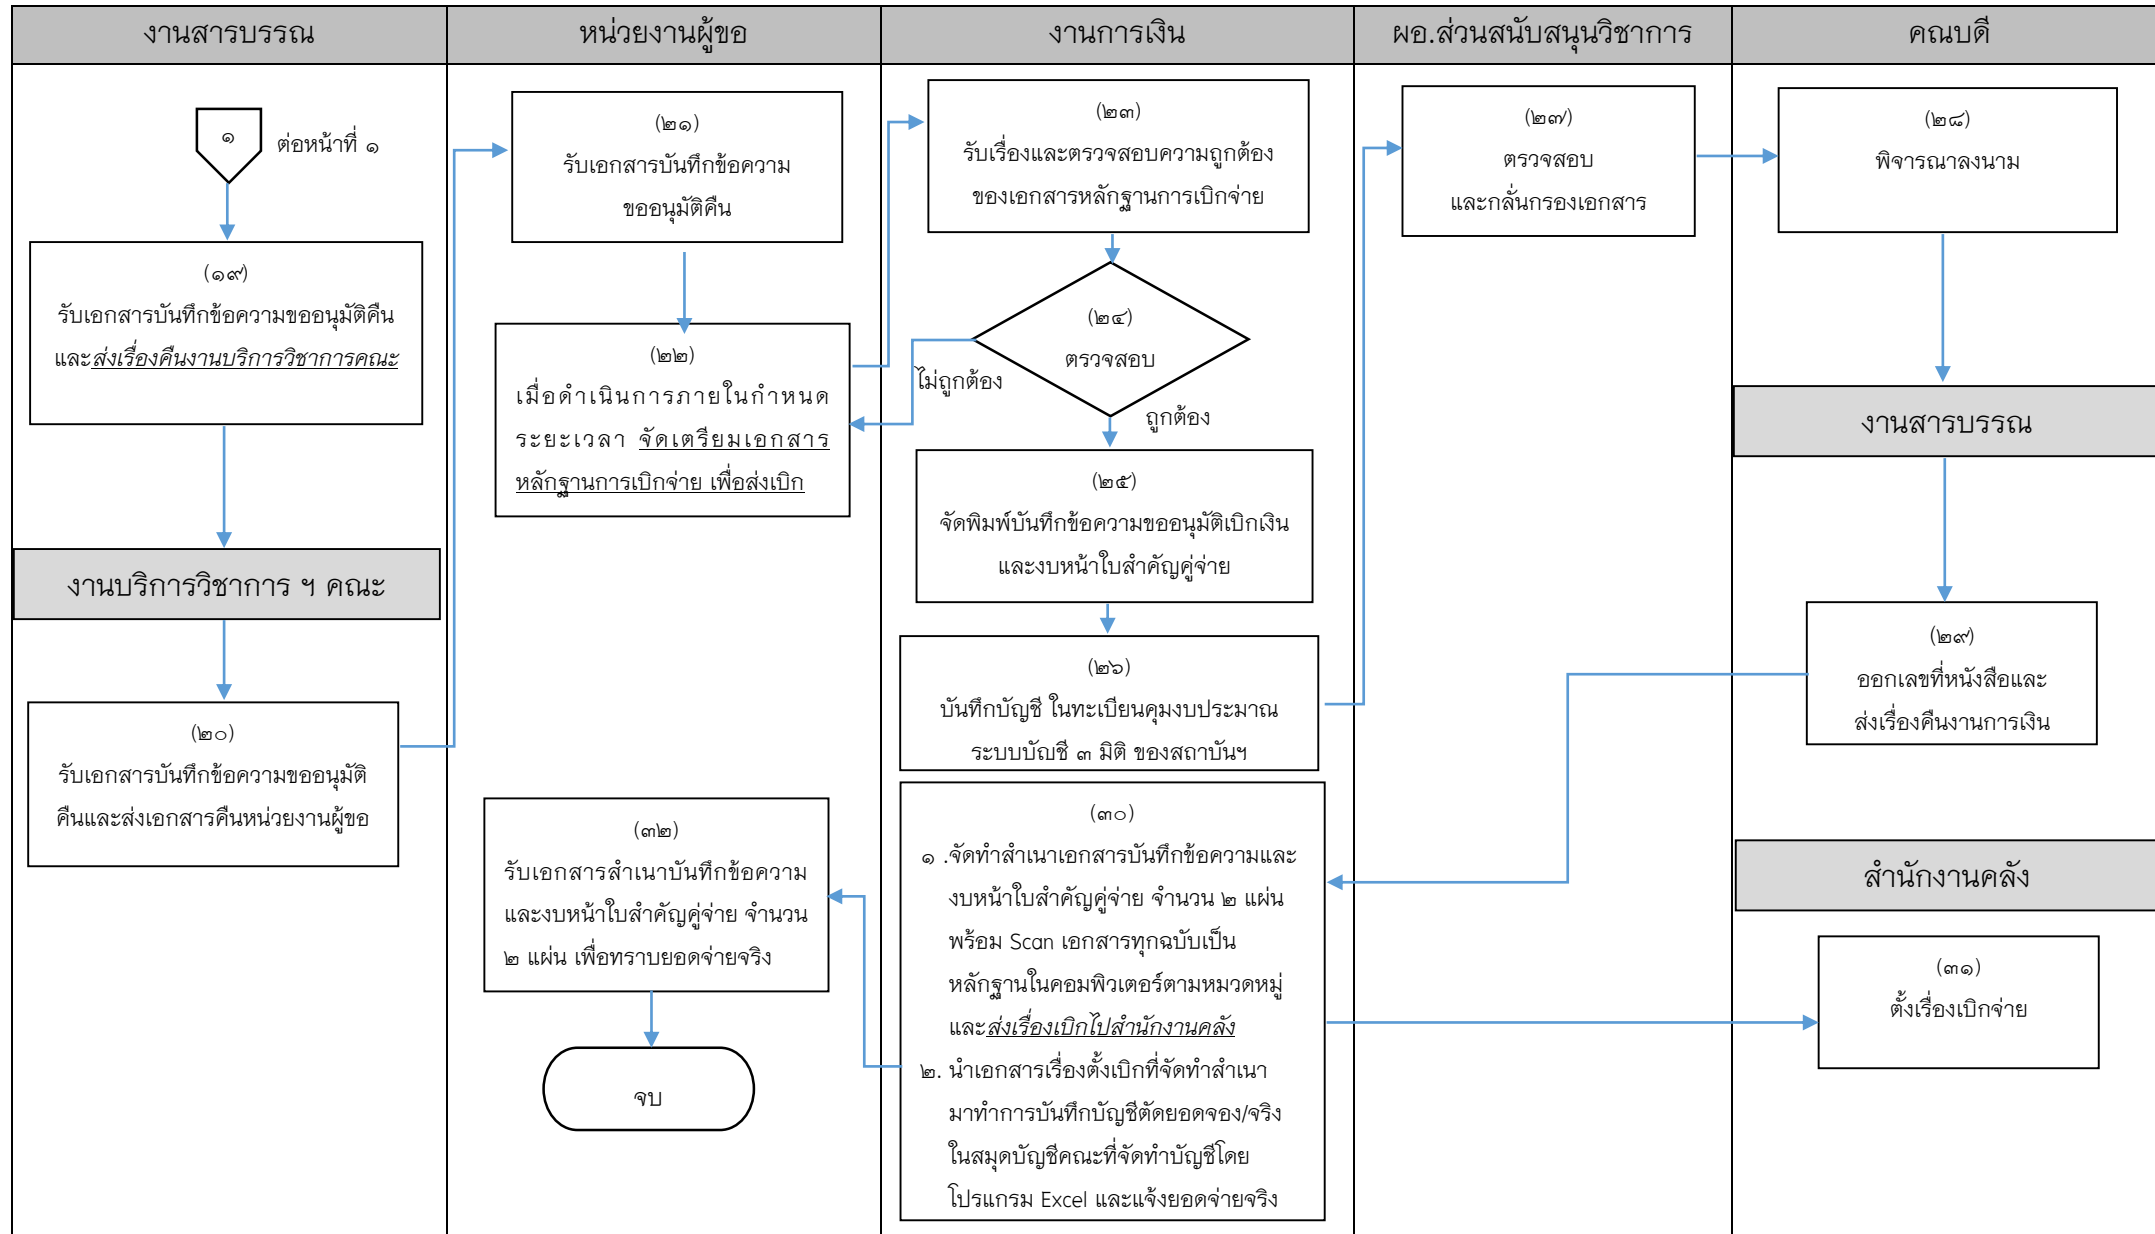 งานสารบรรณ
หน่วยงานผู้ขอ
งานการเงิน
ผอ.ส่วนสนับสนุนวิชาการ
คณบดี
๑
ต่อหน้าที่ ๑
(๑๙)
รับเอกสารบันทึกข้อความขออนุมัติคืน
และส่งเรื่องคืนงานบริการวิชาการคณะ
งานบริการวิชาการ ฯ คณะ
(๒๐)
รับเอกสารบันทึกข้อความขออนุมัติ
คืนและส่งเอกสารคืนหน่วยงานผู้ขอ
(๒๑)
รับเอกสารบันทึกข้อความ
ขออนุมัติคืน
(๒๒)
เมื่อดำเนินการภายในกำหนด
ระยะเวลา จัดเตรียมเอกสาร
หลักฐานการเบิกจ่าย เพื่อส่งเบิก
(๒๓)
รับเรื่องและตรวจสอบความถูกต้อง
ของเอกสารหลักฐานการเบิกจ่าย
(๒๔)
ตรวจสอบ
ไม่ถูกต้อง
ถูกต้อง
(๒๕)
จัดพิมพ์บันทึกข้อความขออนุมัติเบิกเงิน
และงบหน้าใบสำคัญคู่จ่าย
(๒๖)
บันทึกบัญชี ในทะเบียนคุมงบประมาณ
ระบบบัญชี ๓ มิติ ของสถาบันฯ
(๒๗)
ตรวจสอบ
และกลั่นกรองเอกสาร
(๒๘)
พิจารณาลงนาม
งานสารบรรณ
(๒๙)
ออกเลขที่หนังสือและ
ส่งเรื่องคืนงานการเงิน
(๓๐)
๑ .จัดทำสำเนาเอกสารบันทึกข้อความและ
งบหน้าใบสำคัญคู่จ่าย จำนวน ๒ แผ่น
พร้อม Scan เอกสารทุกฉบับเป็น
หลักฐานในคอมพิวเตอร์ตามหมวดหมู่
และส่งเรื่องเบิกไปสำนักงานคลัง
๒. นำเอกสารเรื่องตั้งเบิกที่จัดทำสำเนา
มาทำการบันทึกบัญชีตัดยอดจอง/จริง
ในสมุดบัญชีคณะที่จัดทำบัญชีโดย
โปรแกรม Excel และแจ้งยอดจ่ายจริง
สำนักงานคลัง
(๓๑)
ตั้งเรื่องเบิกจ่าย
(๓๒)
รับเอกสารสำเนาบันทึกข้อความ
และงบหน้าใบสำคัญคู่จ่าย จำนวน
๒ แผ่น เพื่อทราบยอดจ่ายจริง
จบ